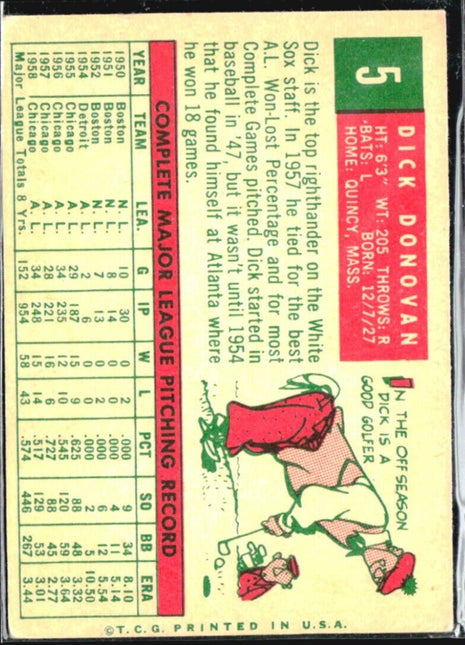 5
DICK DONOVAN
HT: 6'3" WT: 205 THROWS: R
BATS: L BORN: 12/7/27
HOME: QUINCY, MASS.
Dick is the top righthander on the White
Sox staff. In 1957 he tied for the best
A.L. Won-Lost Percentage and for most
Complete Games pitched. Dick started in
baseball in '47, but it wasn't until 1954
that he found himself at Atlanta where
he won 18 games.
IN THE OFF SEASON
DICK IS A
GOOD GOLFER
COMPLETE MAJOR LEAGUE PITCHING RECORD
YEAR TEAM LEA. G IP W L PCT SO BB ERA
1950 Boston N. L. 10 30 0 2 .000 9 34 8.10
1951 Boston N. L. 8 14 0 0 .000 4 11 5.14
1952 Boston N. L. 7 13 0 2 .000 6 12 5.54
1954 Detroit A. L. 2 6 0 0 .000 2 5 10.50
1955 Chicago A. L. 29 187 15 9 .625 88 48 3.32
1956 Chicago A. L. 34 235 12 10 .545 120 59 3.64
1957 Chicago A. L. 28 221 16 6 .727 88 45 2.77
1958 Chicago A. L. 34 248 15 14 .517 129 53 3.01
Major League Totals 8 Yrs. 152 954 58 43 .574 446 267 3.44
©T.C.G. PRINTED IN U.S.A.